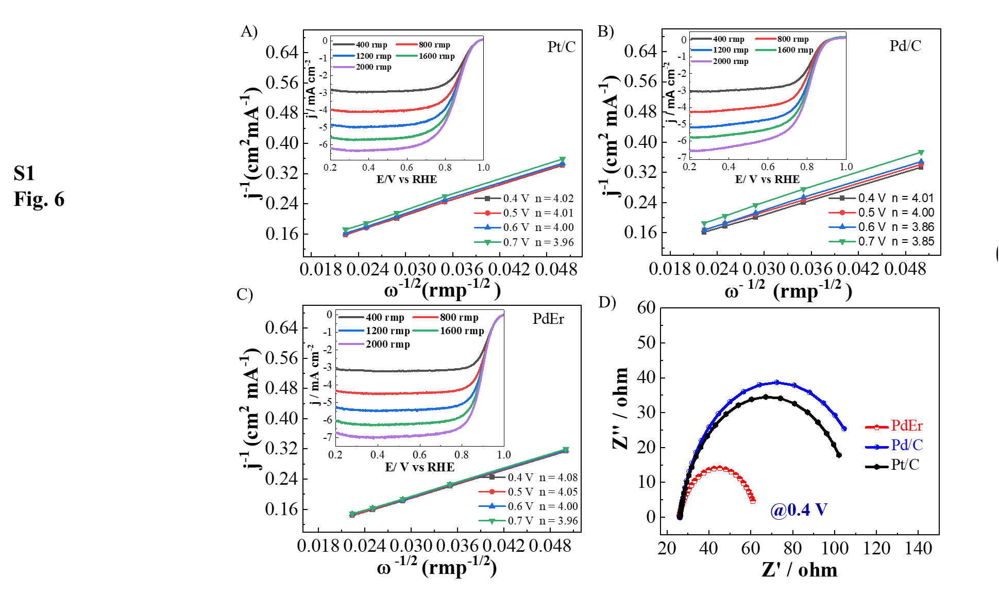 S1
Fig. 6
A)
Pt/C
400 rmp
800 rmp
1200 rmp
1600 rmp
2000 rmp
0
-1
-2
-3
-4
-5
-6
j / mA cm-2
0.2 0.4 0.6 0.8 1.0
E/V vs RHE
0.64
0.56
0.48
0.40
0.32
0.24
0.16
j-1(cm2mA-1)
0.4 V n = 4.02
0.5 V n = 4.01
0.6 V n = 4.00
0.7 V n = 3.96
0.018 0.024 0.030 0.036 0.042 0.048
ω-1/2(rmp-1/2 )
B)
Pd/C
400 rmp
800 rmp
1200 rmp
1600 rmp
2000 rmp
0
-1
-2
-3
-4
-5
-6
-7
j / mA cm-2
0.2 0.4 0.6 0.8 1.0
E/ V vs RHE
0.64
0.56
0.48
0.40
0.32
0.24
0.16
j-1 (cm2 mA-1)
0.4 V n = 4.01
0.5 V n = 4.00
0.6 V n = 3.86
0.7 V n = 3.85
0.018 0.024 0.030 0.036 0.042 0.048
ω- 1/2 (rmp-1/2 )
C)
PdEr
400 rmp
800 rmp
1200 rmp
1600 rmp
2000 rmp
0
-1
-2
-3
-4
-5
-6
-7
j / mA cm-2
0.2 0.4 0.6 0.8 1.0
E/ V vs RHE
0.64
0.56
0.48
0.40
0.32
0.24
0.16
j-1 (cm2 mA-1)
0.4 V n = 4.08
0.5 V n = 4.05
0.6 V n = 4.00
0.7 V n = 3.96
0.018 0.024 0.030 0.036 0.042 0.048
ω -1/2 (rmp-1/2)
D)
60
50
40
30
20
10
0
Z'' / ohm
PdEr
Pd/C
Pt/C
@0.4 V
20 40 60 80 100 120 140
Z' / ohm